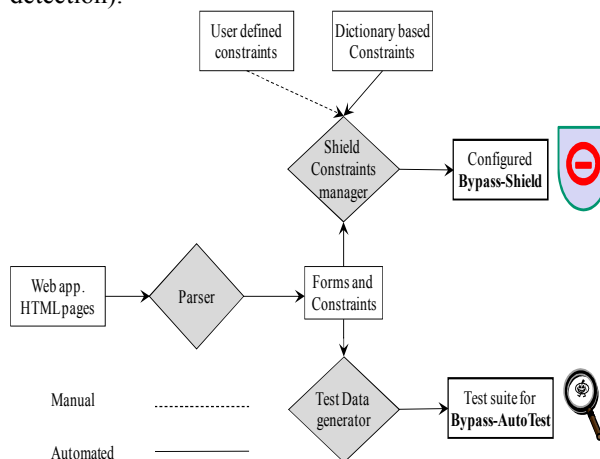 detection).
User defined
constraints
Dictionary based
Constraints
Shield
Constraints
manager
Configured
Bypass-Shield
Web app.
HTML pages
Parser
Forms and
Constraints
Test Data
generator
Test suite for
Bypass-AutoTest
Manual
Automated